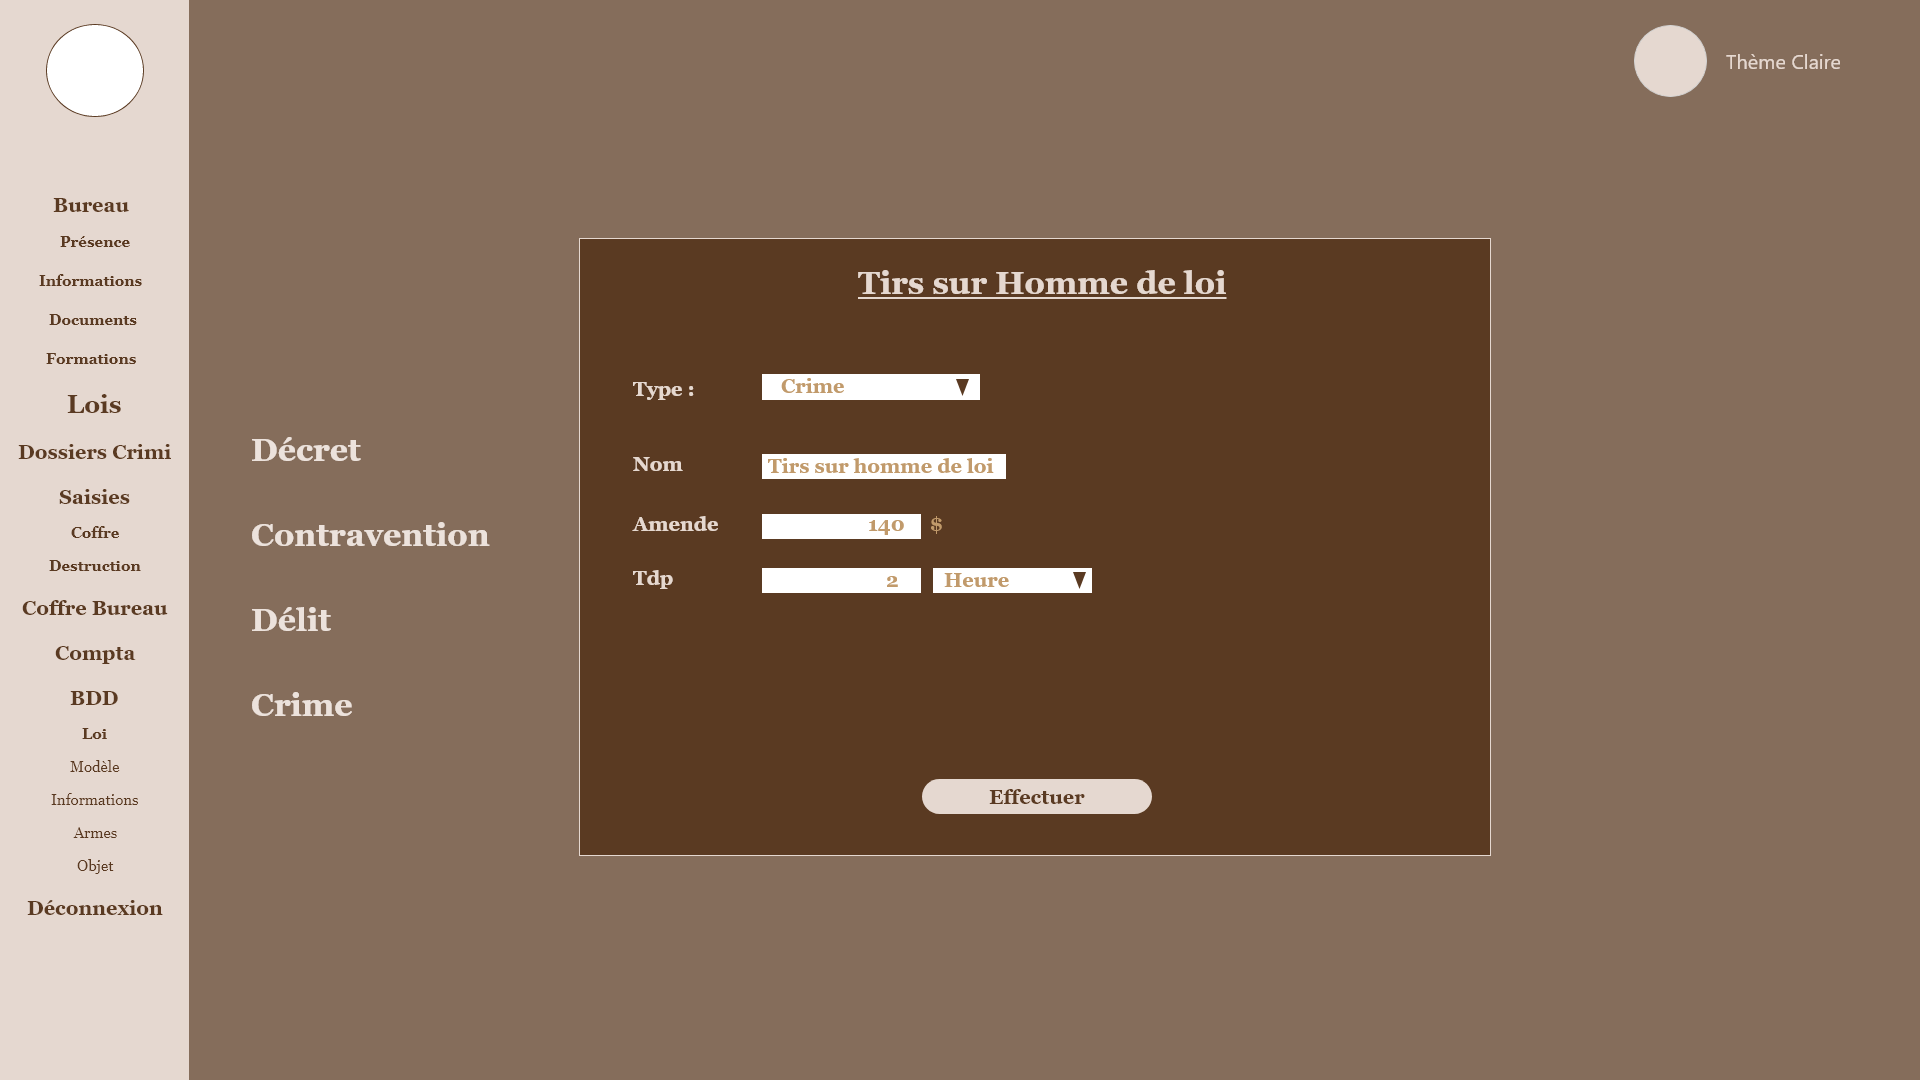 Thème Claire
Bureau
Présence
Informations
Documents
Formations
Lois
Dossiers Crimi
Saisies
Coffre
Destruction
Coffre Bureau
Compta
BDD
Loi
Modèle
Informations
Armes
Objet
Déconnexion
Décret
Contravention
Délit
Crime
Tirs sur Homme de loi
Type : Crime
Nom Tirs sur homme de loi
Amende 140 $
Tdp 2 Heure
Effectuer